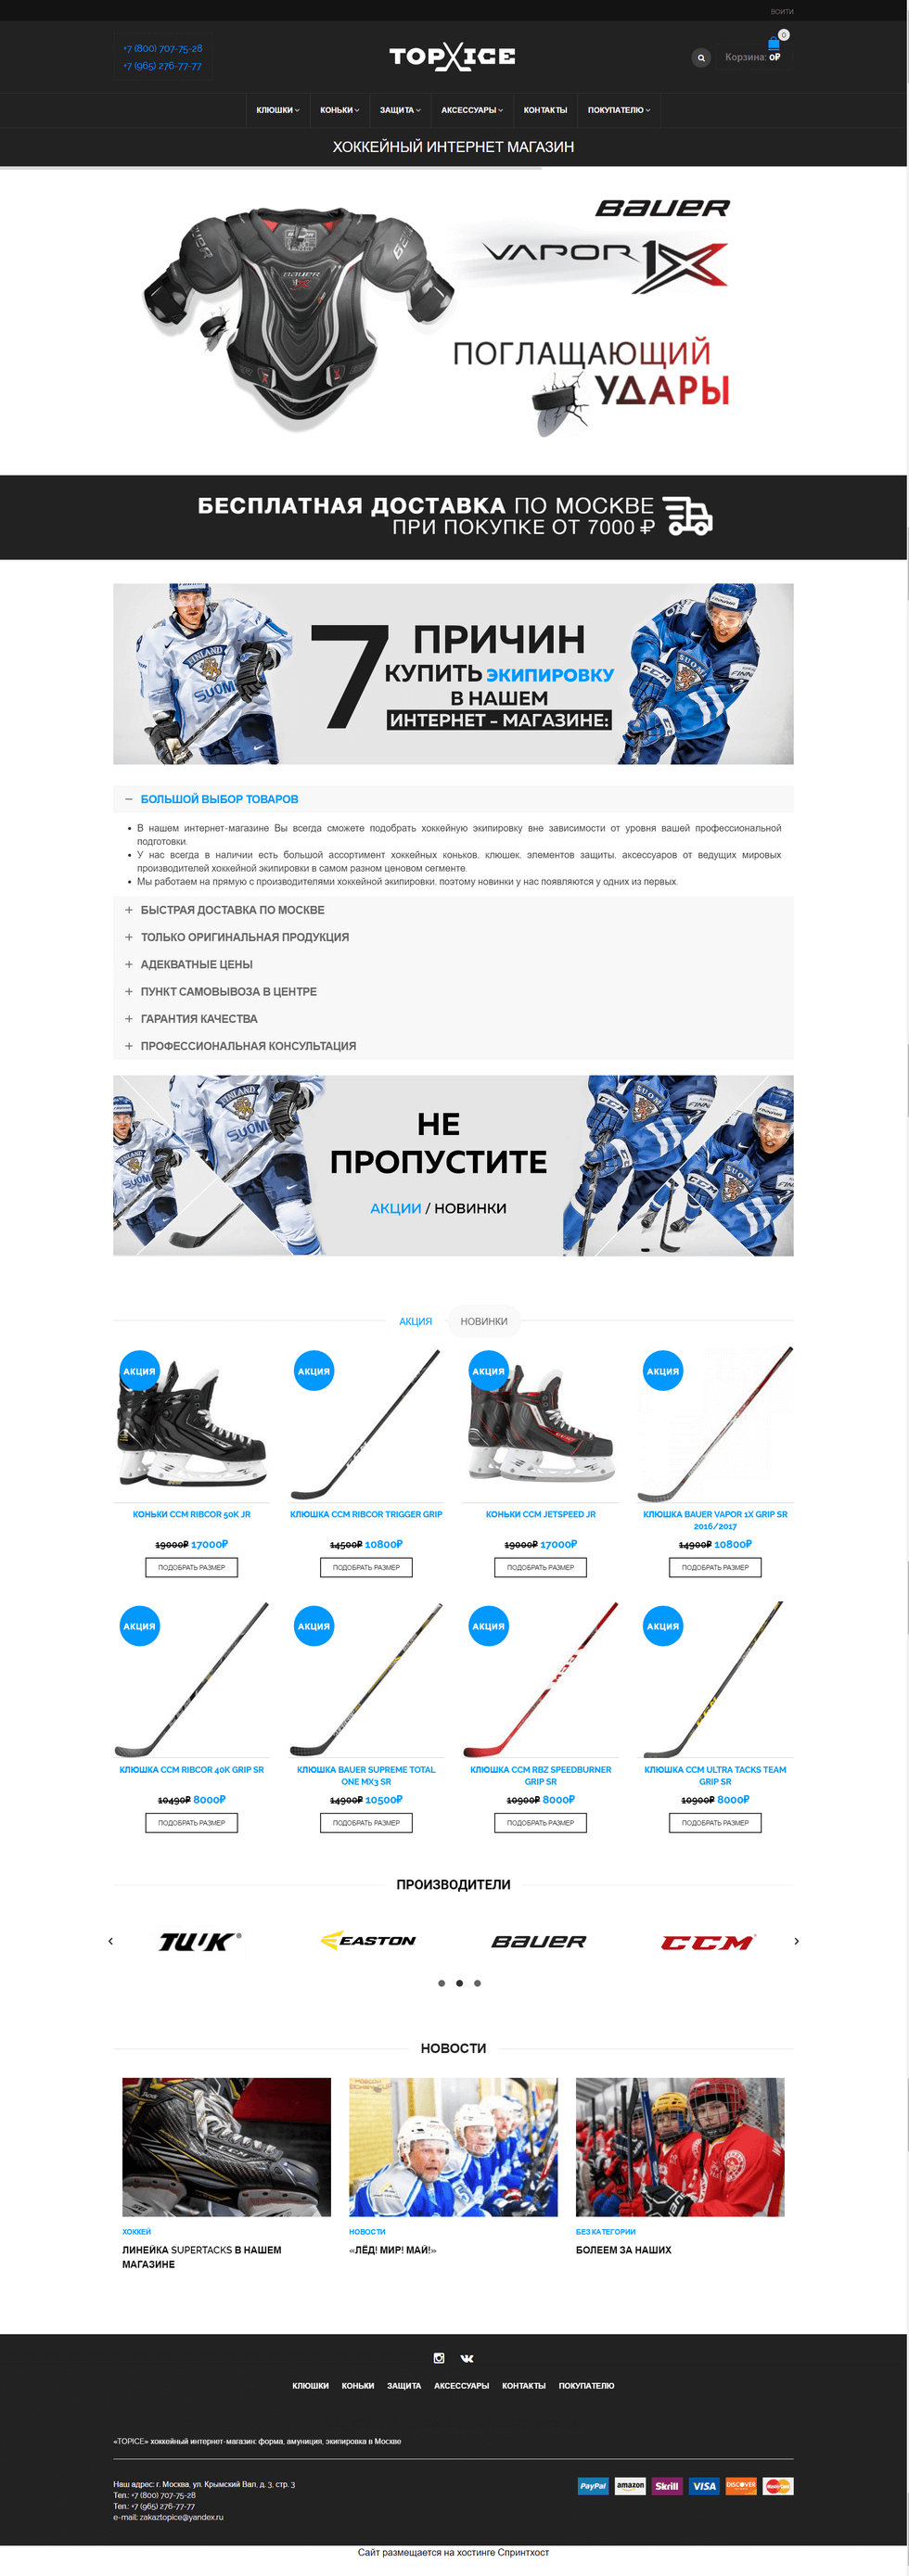 ВОЙТИ
+7 (800) 707-75-28
+7 (965) 276-77-77
TOPXICE
0
Корзина: 0₽
КЛЮШКИ КОНЬКИ ЗАЩИТА АКСЕССУАРЫ КОНТАКТЫ ПОКУПАТЕЛЮ
ХОККЕЙНЫЙ ИНТЕРНЕТ МАГАЗИН
BAUER
VAPOR 1X
ПОГЛАЩАЮЩИЙ
УДАРЫ
БЕСПЛАТНАЯ ДОСТАВКА ПО МОСКВЕ
ПРИ ПОКУПКЕ ОТ 7000 ₽
7 ПРИЧИН
КУПИТЬ ЭКИПИРОВКУ
В НАШЕМ
ИНТЕРНЕТ - МАГАЗИНЕ:
БОЛЬШОЙ ВЫБОР ТОВАРОВ
• В нашем интернет-магазине Вы всегда сможете подобрать хоккейную экипировку вне зависимости от уровня вашей профессиональной
подготовки.
• У нас всегда в наличии есть большой ассортимент хоккейных коньков, клюшек, элементов защиты, аксессуаров от ведущих мировых
производителей хоккейной экипировки в самом разном ценовом сегменте.
• Мы работаем на прямую с производителями хоккейной экипировки, поэтому новинки у нас появляются у одних из первых.
БЫСТРАЯ ДОСТАВКА ПО МОСКВЕ
ТОЛЬКО ОРИГИНАЛЬНАЯ ПРОДУКЦИЯ
АДЕКВАТНЫЕ ЦЕНЫ
ПУНКТ САМОВЫВОЗА В ЦЕНТРЕ
ГАРАНТИЯ КАЧЕСТВА
ПРОФЕССИОНАЛЬНАЯ КОНСУЛЬТАЦИЯ
НЕ
ПРОПУСТИТЕ
АКЦИИ / НОВИНКИ
АКЦИЯ НОВИНКИ
АКЦИЯ АКЦИЯ АКЦИЯ АКЦИЯ
КОНЬКИ CCM RIBCOR 50K JR
19000₽ 17000₽
ПОДОБРАТЬ РАЗМЕР
КЛЮШКА CCM RIBCOR TRIGGER GRIP
14500₽ 10800₽
ПОДОБРАТЬ РАЗМЕР
КОНЬКИ CCM JETSPEED JR
19000₽ 17000₽
ПОДОБРАТЬ РАЗМЕР
КЛЮШКА BAUER VAPOR 1X GRIP SR
2016/2017
14900₽ 10800₽
ПОДОБРАТЬ РАЗМЕР
АКЦИЯ АКЦИЯ АКЦИЯ АКЦИЯ
КЛЮШКА CCM RIBCOR 40K GRIP SR
10490₽ 8000₽
ПОДОБРАТЬ РАЗМЕР
КЛЮШКА BAUER SUPREME TOTAL
ONE MX3 SR
14900₽ 10500₽
ПОДОБРАТЬ РАЗМЕР
КЛЮШКА CCM RBZ SPEEDBURNER
GRIP SR
10900₽ 8000₽
ПОДОБРАТЬ РАЗМЕР
КЛЮШКА CCM ULTRA TACKS TEAM
GRIP SR
10900₽ 8000₽
ПОДОБРАТЬ РАЗМЕР
ПРОИЗВОДИТЕЛИ
EASTON BAUER CCM
НОВОСТИ
ХОККЕЙ
ЛИНЕЙКА SUPERTACKS В НАШЕМ
МАГАЗИНЕ
НОВОСТИ
«ЛЁД! МИР! МАЙ!»
БЕЗ КАТЕГОРИИ
БОЛЕЕМ ЗА НАШИХ
КЛЮШКИ КОНЬКИ ЗАЩИТА АКСЕССУАРЫ КОНТАКТЫ ПОКУПАТЕЛЮ
«TOPICE» хоккейный интернет-магазин: форма, амуниция, экипировка в Москве
Наш адрес: г. Москва, ул. Крымский Вал, д. 3, стр. 3
Тел.: +7 (800) 707-75-28
Тел.: +7 (965) 276-77-77
e-mail: zakaztopice@yandex.ru
PayPal amazon Skrill VISA DISCOVER MasterCard
Сайт размещается на хостинге Спринтхост